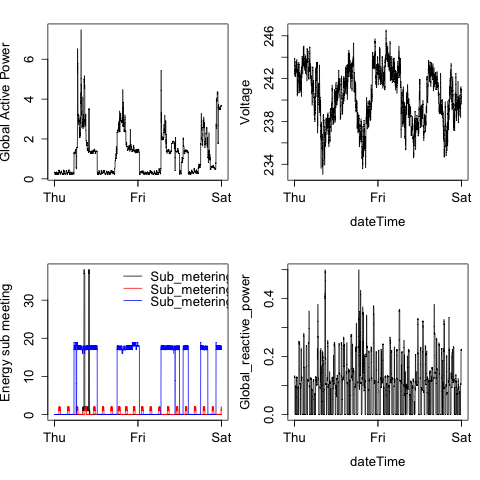 Global Active Power
0 2 4 6
Thu Fri Sat
Voltage
234 238 242 246
Thu Fri Sat
dateTime
Energy sub meeting
0 10 20 30
Sub_metering
Sub_metering
Sub_metering
Thu Fri Sat
Global_reactive_power
0.0 0.2 0.4
Thu Fri Sat
dateTime